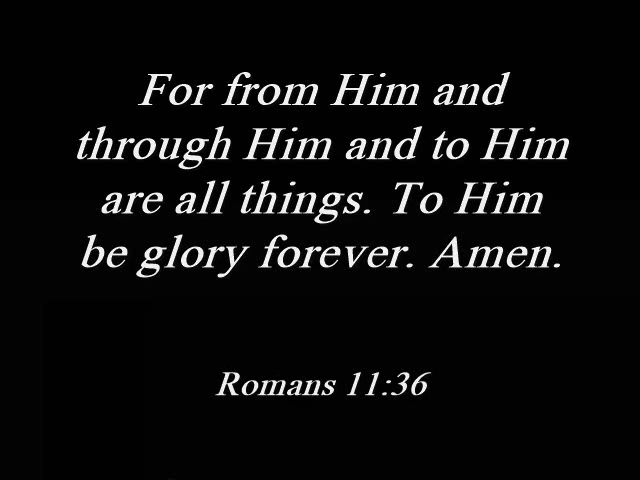 For from Him and
through Him and to Him
are all things. To Him
be glory forever. Amen.
Romans 11:36